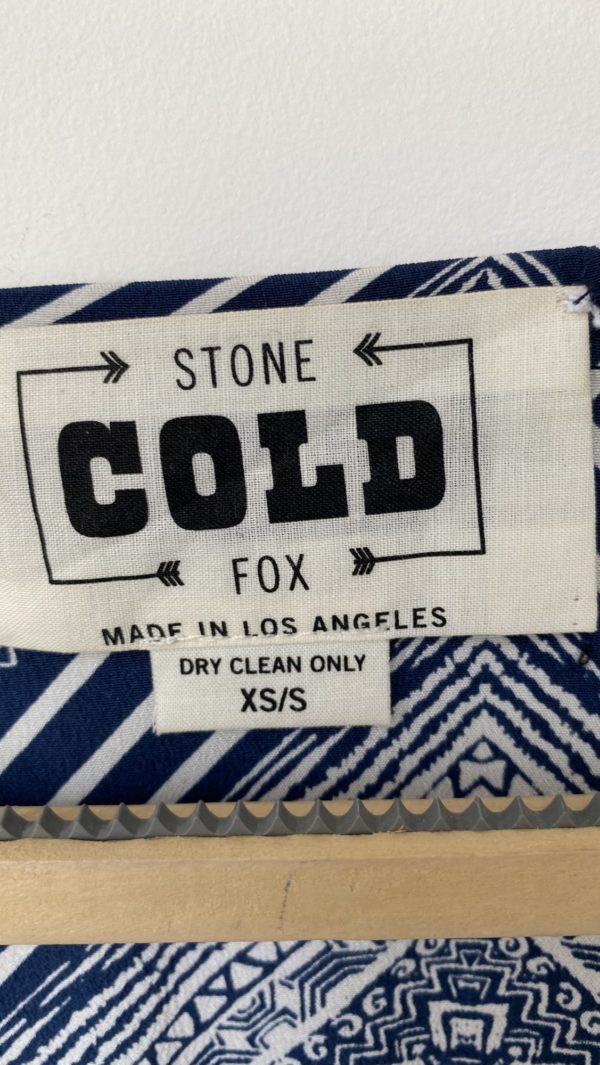 STONE
COLD
FOX
MADE IN LOS ANGELES
DRY CLEAN ONLY
XS/S